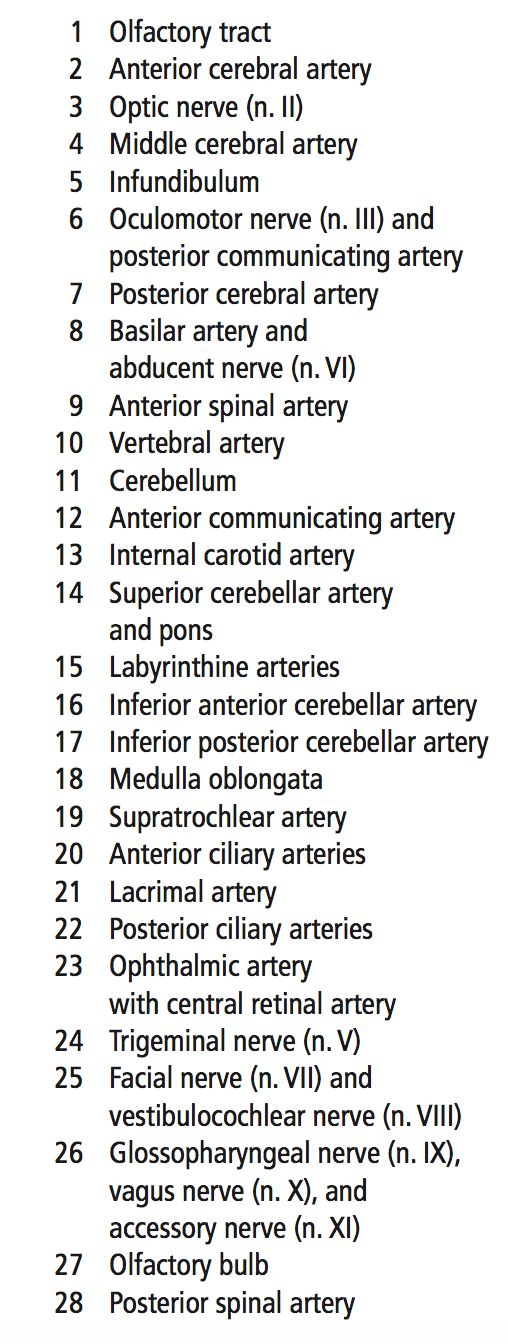 1 Olfactory tract
2 Anterior cerebral artery
3 Optic nerve (n. II)
4 Middle cerebral artery
5 Infundibulum
6 Oculomotor nerve (n. III) and
posterior communicating artery
7 Posterior cerebral artery
8 Basilar artery and
abducent nerve (n. VI)
9 Anterior spinal artery
10 Vertebral artery
11 Cerebellum
12 Anterior communicating artery
13 Internal carotid artery
14 Superior cerebellar artery
and pons
15 Labyrinthine arteries
16 Inferior anterior cerebellar artery
17 Inferior posterior cerebellar artery
18 Medulla oblongata
19 Supratrochlear artery
20 Anterior ciliary arteries
21 Lacrimal artery
22 Posterior ciliary arteries
23 Ophthalmic artery
with central retinal artery
24 Trigeminal nerve (n. V)
25 Facial nerve (n. VII) and
vestibulocochlear nerve (n. VIII)
26 Glossopharyngeal nerve (n. IX),
vagus nerve (n. X), and
accessory nerve (n. XI)
27 Olfactory bulb
28 Posterior spinal artery